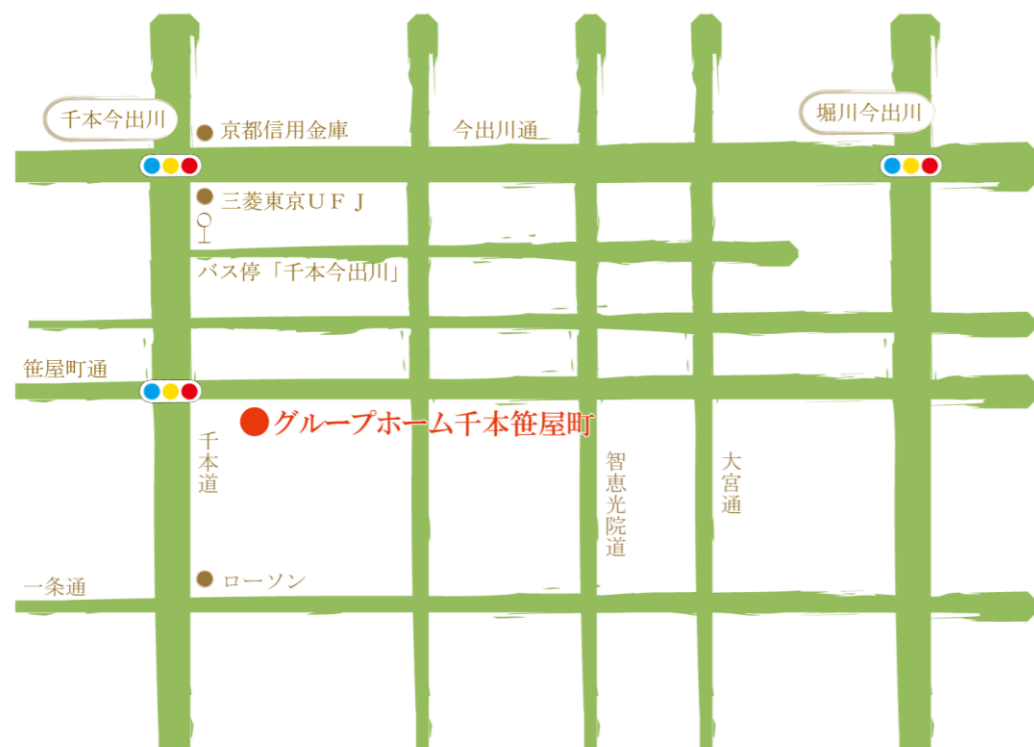 千本今出川
堀川今出川
京都信用金庫
今出川通
三菱東京UFJ
バス停「千本今出川」
笹屋町通
グループホーム千本笹屋町
千本道
智恵光院道
大宮通
一条通
ローソン